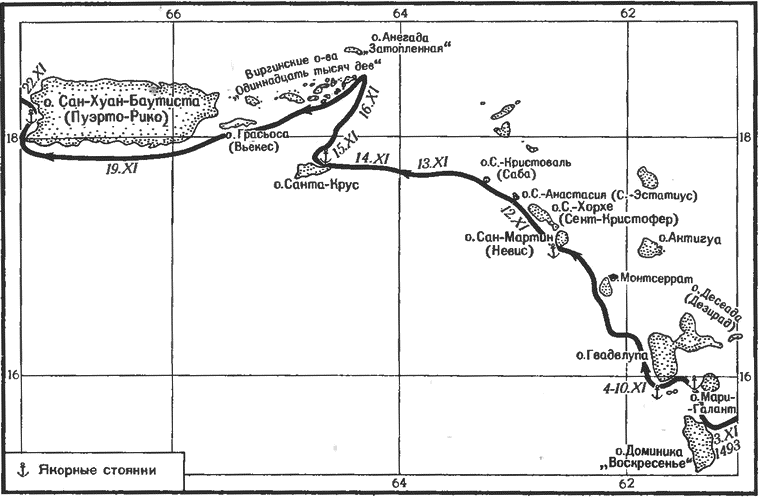 66
64
62
о. Анегада
„Затопленная“
Виргинские о-ва
„Одиннадцать тысяч дев“
22.XI
о. Сан-Хуан-Баутиста
(Пуэрто-Рико)
16.XI
18
18
о. Грасьоса
(Вьекес)
15.XI
19.XI
14.XI
13.XI
о. Санта-Крус
о.С.-Кристоваль
(Саба)
о.С.-Анастасия (С.-Эстатиус)
о.С.-Хорхе
(Сент-Кристофер)
12.XI
о. Сан-Мартин
(Невис)
о.Антигуа
о. Монтсеррат
о. Десеада
(Дезирад)
о.Гвадвлупа
16
16
4-10.XI
о.Мари-
-Галант
3.XI
1493
о.Доминика
„Воскресенье“
Якорные стоянки
64
62